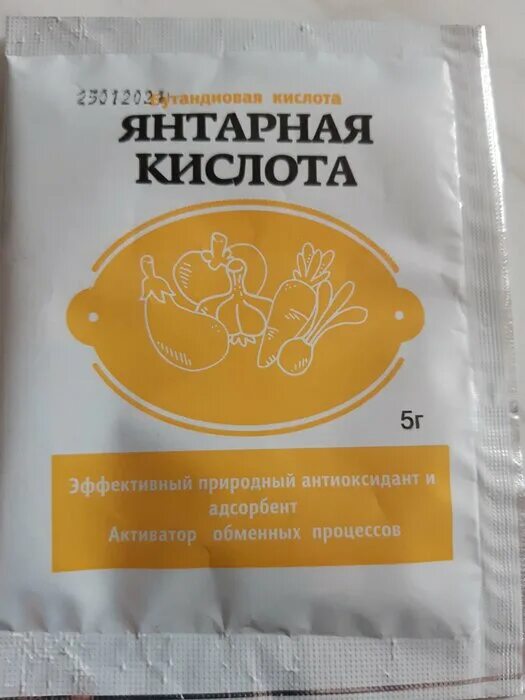 бутандиовая кислота
ЯНТАРНАЯ
КИСЛОТА
5г
Эффективный природный антиоксидант и
адсорбент
Активатор обменных процессов